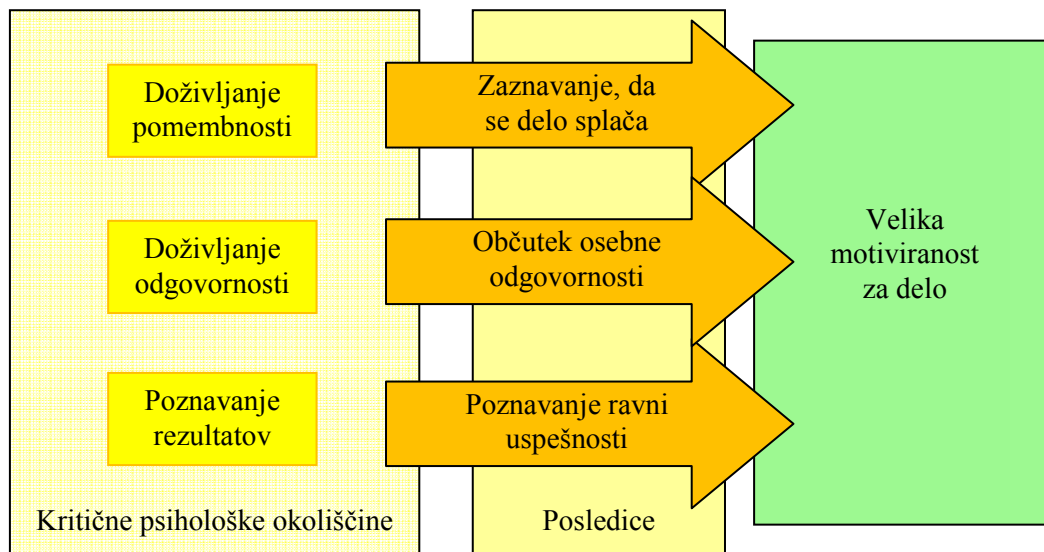 Doživljanje
pomembnosti
Zaznavanje, da
se delo splača
Doživljanje
odgovornosti
Občutek osebne
odgovornosti
Velika
motiviranost
za delo
Poznavanje
rezultatov
Poznavanje ravni
uspešnosti
Kritične psihološke okoliščine
Posledice